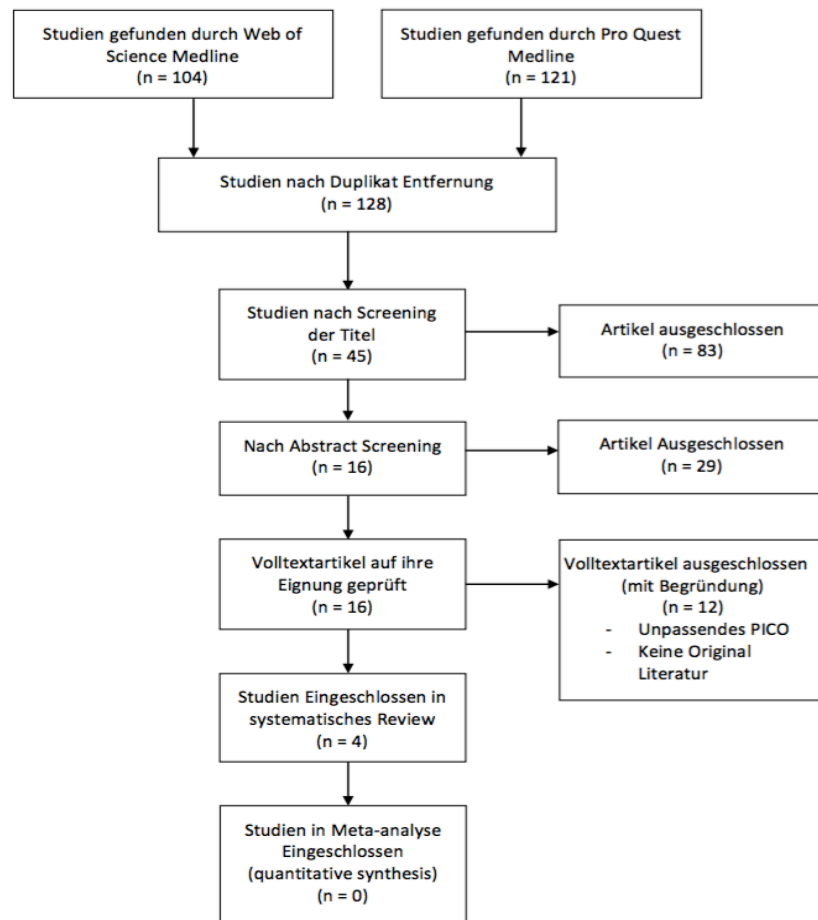 Studien gefunden durch Web of
Science Medline
(n = 104)
Studien gefunden durch Pro Quest
Medline
(n = 121)
Studien nach Duplikat Entfernung
(n = 128)
Studien nach Screening
der Titel
(n = 45)
Artikel ausgeschlossen
(n = 83)
Nach Abstract Screening
(n = 16)
Artikel Ausgeschlossen
(n = 29)
Volltextartikel auf ihre
Eignung geprüft
(n = 16)
Volltextartikel ausgeschlossen
(mit Begründung)
(n = 12)
- Unpassendes PICO
- Keine Original
Literatur
Studien Eingeschlossen in
systematisches Review
(n = 4)
Studien in Meta-analyse
Eingeschlossen
(quantitative synthesis)
(n = 0)